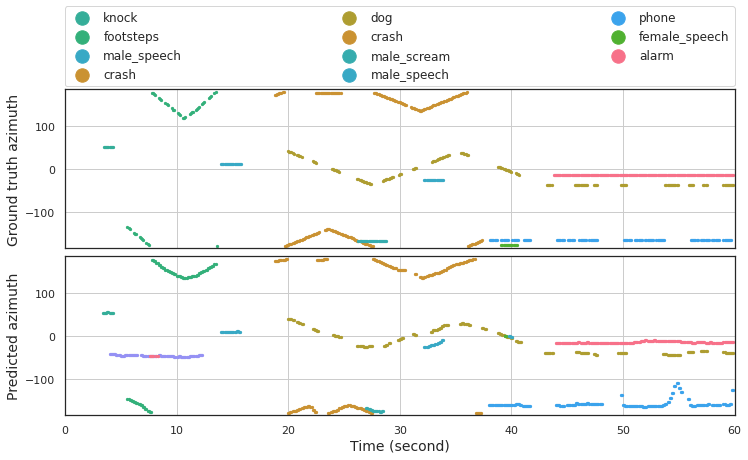 knock dog phone
footsteps crash female_speech
male_speech male_scream alarm
crash male_speech
Ground truth azimuth
100
0
−100
Predicted azimuth
100
0
−100
0 10 20 30 40 50 60
Time (second)